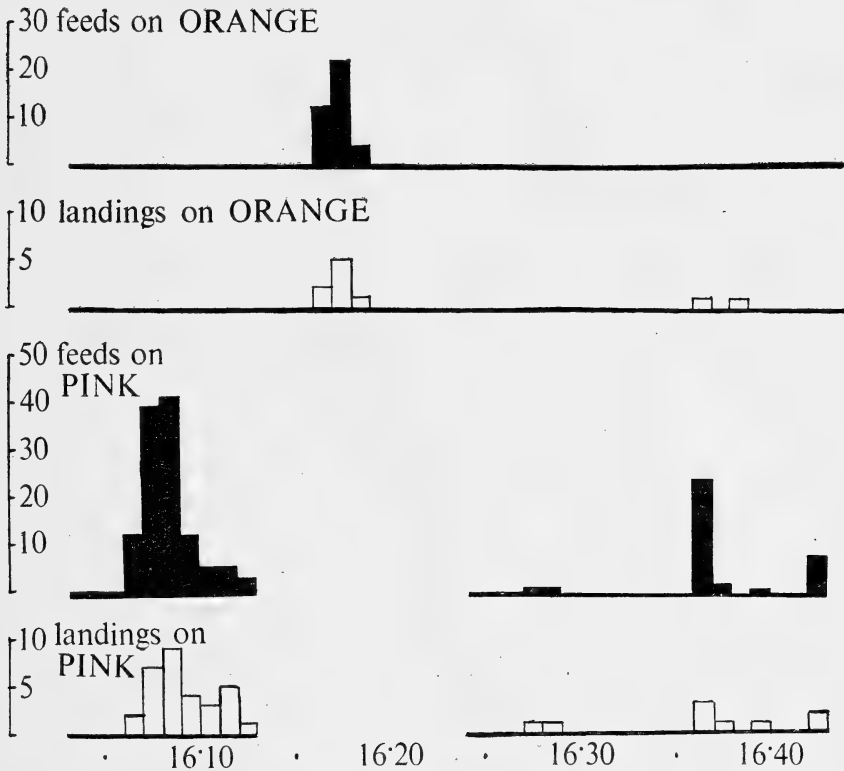 30 feeds on ORANGE
20
10
10 landings on ORANGE
5
50 feeds on
PINK
40
30
20
10
10 landings on
PINK
5
16·10 16·20 16·30 16·40